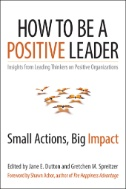 HOW TO BE A
POSITIVE LEADER
Insights from Leading Thinkers on Positive Organizations
Small Actions, Big Impact
Edited by Jane E. Dutton and Gretchen M. Spreitzer
Foreword by Shawn Achor, author of The Happiness Advantage